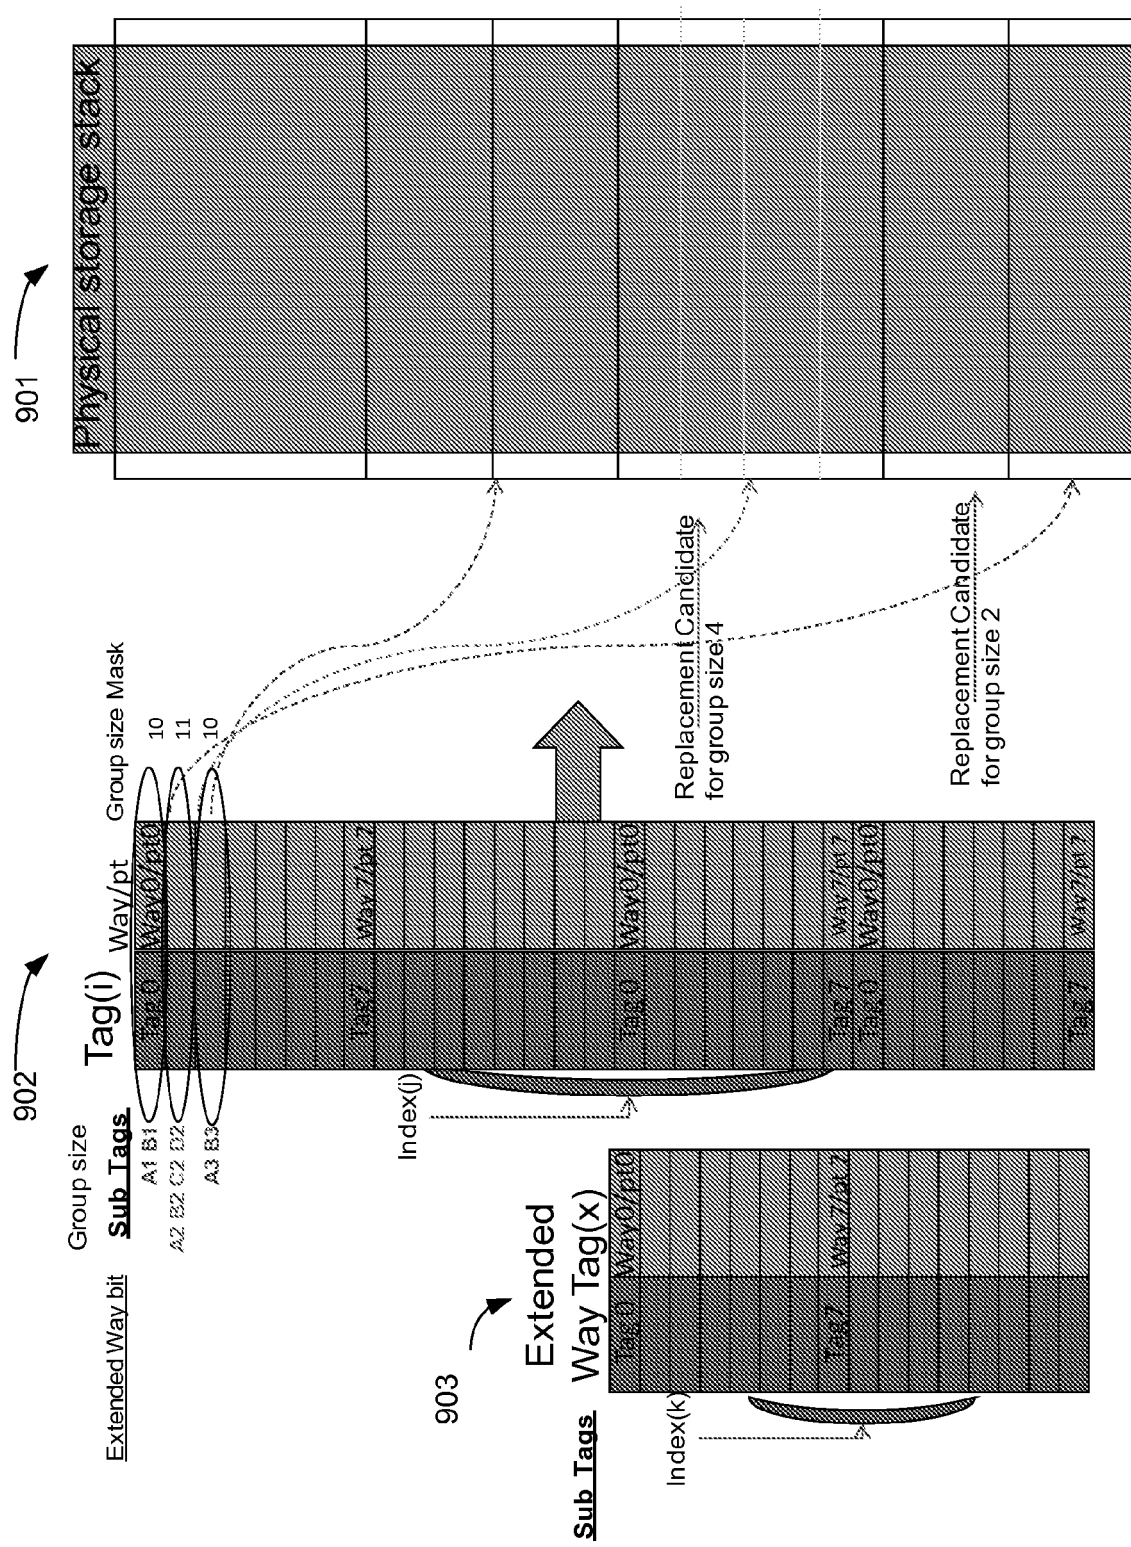 901
Physical storage stack
902
Tag(i)
Way/pt
Group size Mask
10
11
10
Group size
Sub Tags
A1 B1
A2 B2 C2 D2
A3 B3
Extended Way bit
Tag 0
Way0/pt0
Tag 7
Way 7/pt 7
Tag 0
Way0/pt0
Tag 7
Way 7/pt 7
Tag 0
Way0/pt0
Tag 7
Way 7/pt 7
Index(j)
Replacement Candidate
for group size 4
Replacement Candidate
for group size 2
903
Extended
Way Tag(x)
Sub Tags
Tag 0
Way0/pt0
Tag 7
Way 7/pt 7
Index(k)